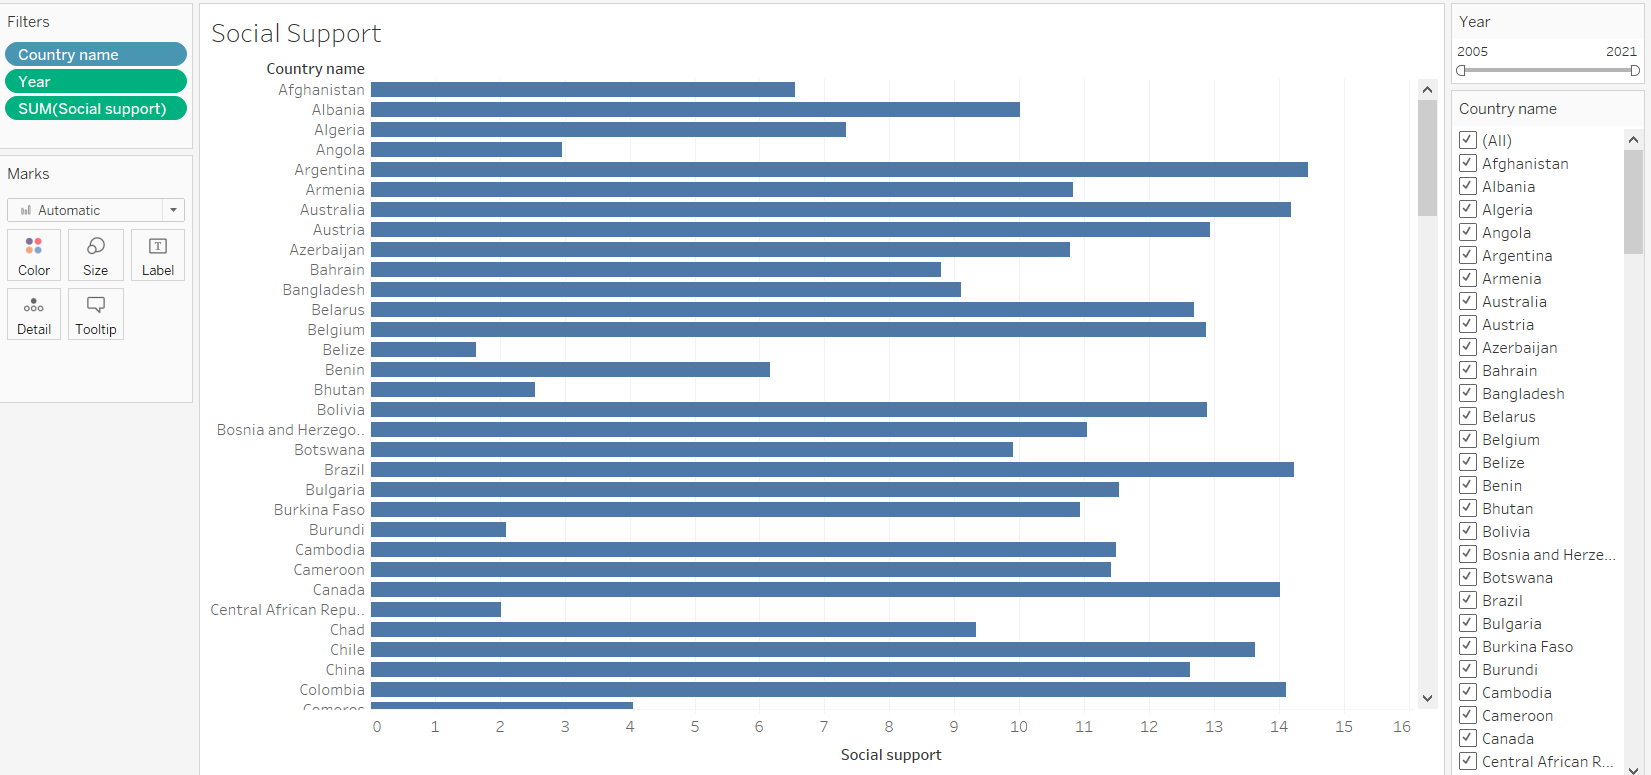 Filters
Country name
Year
SUM(Social support)
Marks
Automatic
Color
Size
Label
Detail
Tooltip
Social Support
Country name
Afghanistan
Albania
Algeria
Angola
Argentina
Armenia
Australia
Austria
Azerbaijan
Bahrain
Bangladesh
Belarus
Belgium
Belize
Benin
Bhutan
Bolivia
Bosnia and Herzego..
Botswana
Brazil
Bulgaria
Burkina Faso
Burundi
Cambodia
Cameroon
Canada
Central African Repu..
Chad
Chile
China
Colombia
Comoros
0 1 2 3 4 5 6 7 8 9 10 11 12 13 14 15 16
Social support
Year
2005 2021
Country name
(All)
Afghanistan
Albania
Algeria
Angola
Argentina
Armenia
Australia
Austria
Azerbaijan
Bahrain
Bangladesh
Belarus
Belgium
Belize
Benin
Bhutan
Bolivia
Bosnia and Herze...
Botswana
Brazil
Bulgaria
Burkina Faso
Burundi
Cambodia
Cameroon
Canada
Central African R...